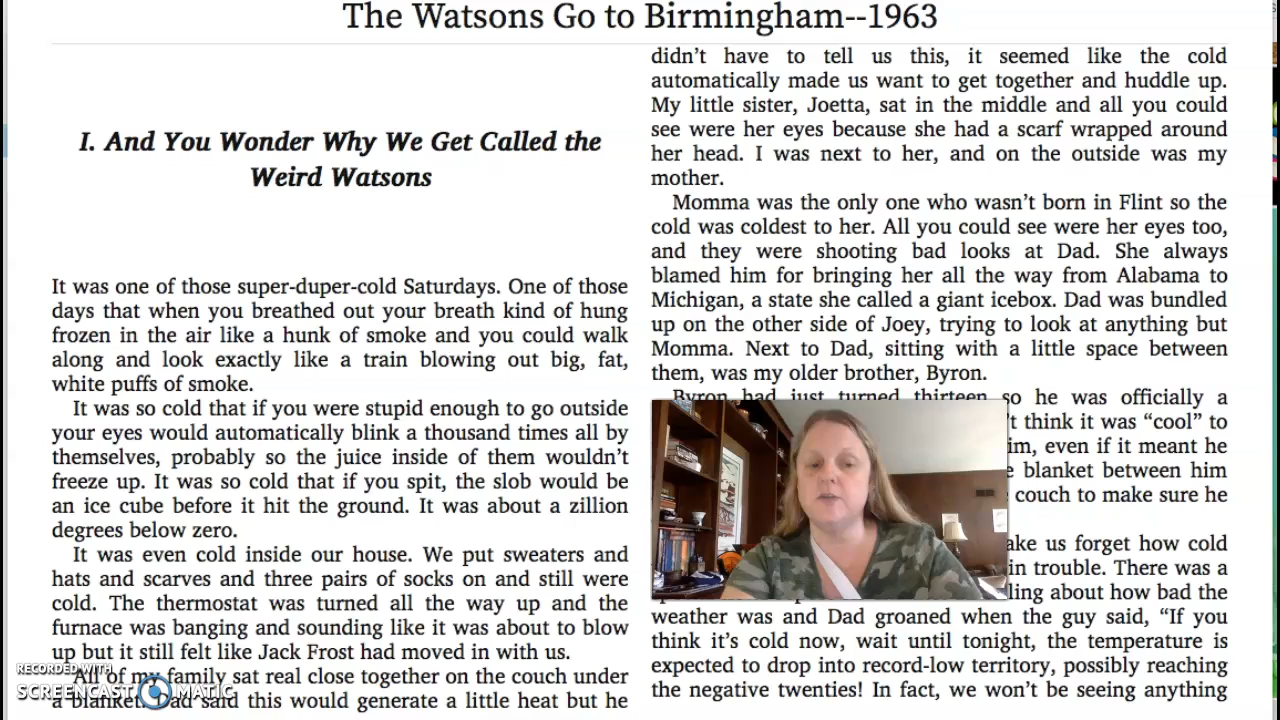 The Watsons Go to Birmingham--1963
I. And You Wonder Why We Get Called the
Weird Watsons
It was one of those super-duper-cold Saturdays. One of those
days that when you breathed out your breath kind of hung
frozen in the air like a hunk of smoke and you could walk
along and look exactly like a train blowing out big, fat,
white puffs of smoke.
It was so cold that if you were stupid enough to go outside
your eyes would automatically blink a thousand times all by
themselves, probably so the juice inside of them wouldn't
freeze up. It was so cold that if you spit, the slob would be
an ice cube before it hit the ground. It was about a zillion
degrees below zero.
It was even cold inside our house. We put sweaters and
hats and scarves and three pairs of socks on and still were
cold. The thermostat was turned all the way up and the
furnace was banging and sounding like it was about to blow
up but it still felt like Jack Frost had moved in with us.
All of my family sat real close together on the couch under
a blanket. Dad said this would generate a little heat but he
didn't have to tell us this, it seemed like the cold
automatically made us want to get together and huddle up.
My little sister, Joetta, sat in the middle and all you could
see were her eyes because she had a scarf wrapped around
her head. I was next to her, and on the outside was my
mother.
Momma was the only one who wasn't born in Flint so the
cold was coldest to her. All you could see were her eyes too,
and they were shooting bad looks at Dad. She always
blamed him for bringing her all the way from Alabama to
Michigan, a state she called a giant icebox. Dad was bundled
up on the other side of Joey, trying to look at anything but
Momma. Next to Dad, sitting with a little space between
them, was my older brother, Byron.
Byron had just turned thirteen so he was officially a
think it was "cool" to
im, even if it meant he
blanket between him
couch to make sure he
ake us forget how cold
in trouble. There was a
ling about how bad the
weather was and Dad groaned when the guy said, "If you
think it's cold now, wait until tonight, the temperature is
expected to drop into record-low territory, possibly reaching
the negative twenties! In fact, we won't be seeing anything
RECORDED WITH
SCREENCAST MATIC